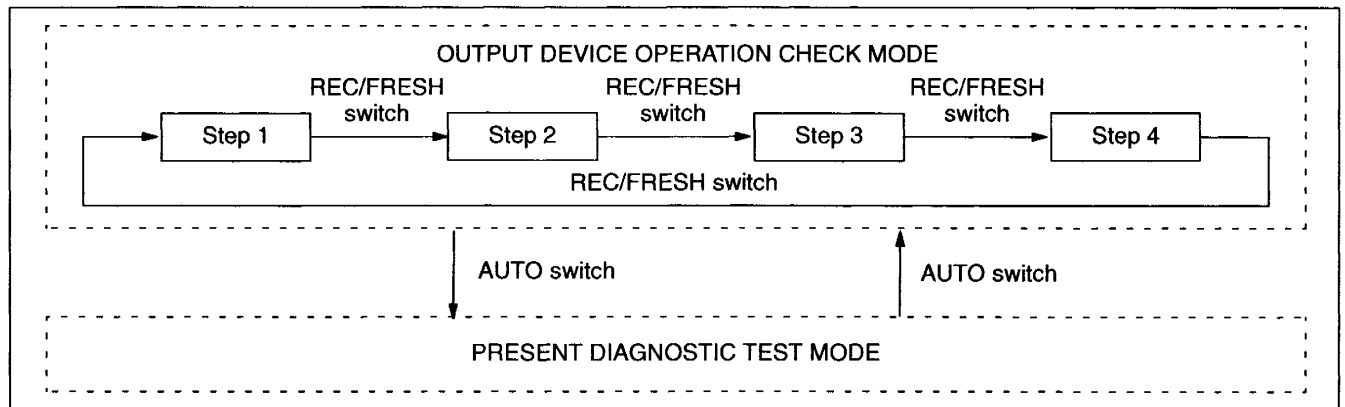 OUTPUT DEVICE OPERATION CHECK MODE
REC/FRESH
switch
REC/FRESH
switch
REC/FRESH
switch
Step 1
Step 2
Step 3
Step 4
REC/FRESH switch
AUTO switch
AUTO switch
PRESENT DIAGNOSTIC TEST MODE